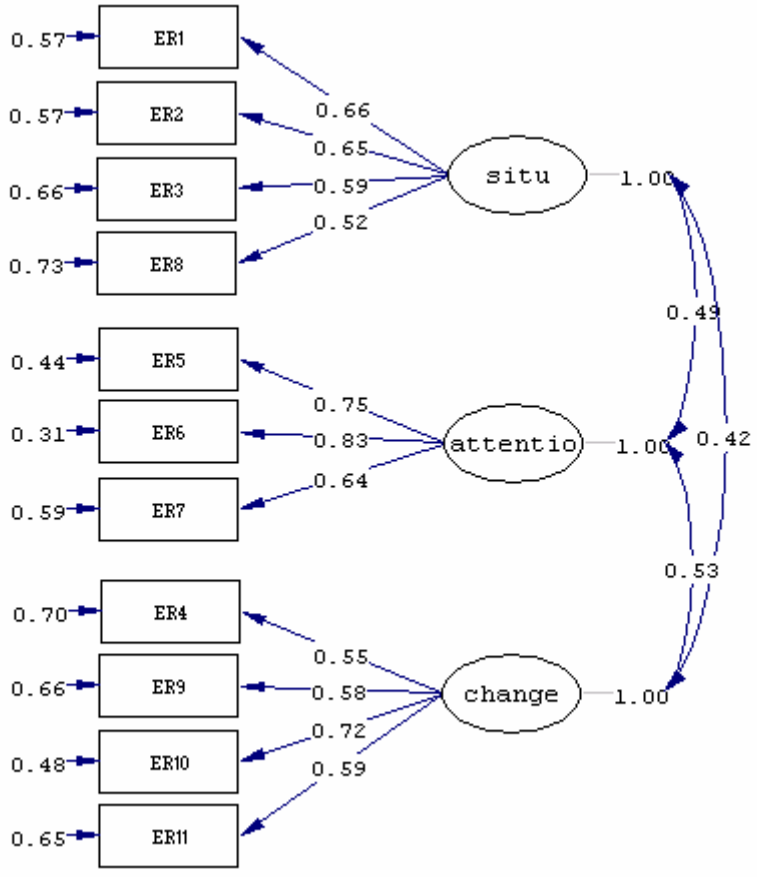 0.57 ER1
0.66
0.57 ER2
0.65
0.66 ER3 0.59 situ 1.00
0.52
0.73 ER8
0.49
0.44 ER5
0.75
0.31 ER6 0.83 attentio 1.00 0.42
0.64
0.59 ER7
0.53
0.70 ER4
0.55
0.66 ER9 0.58 change 1.00
0.72
0.48 ER10
0.59
0.65 ER11